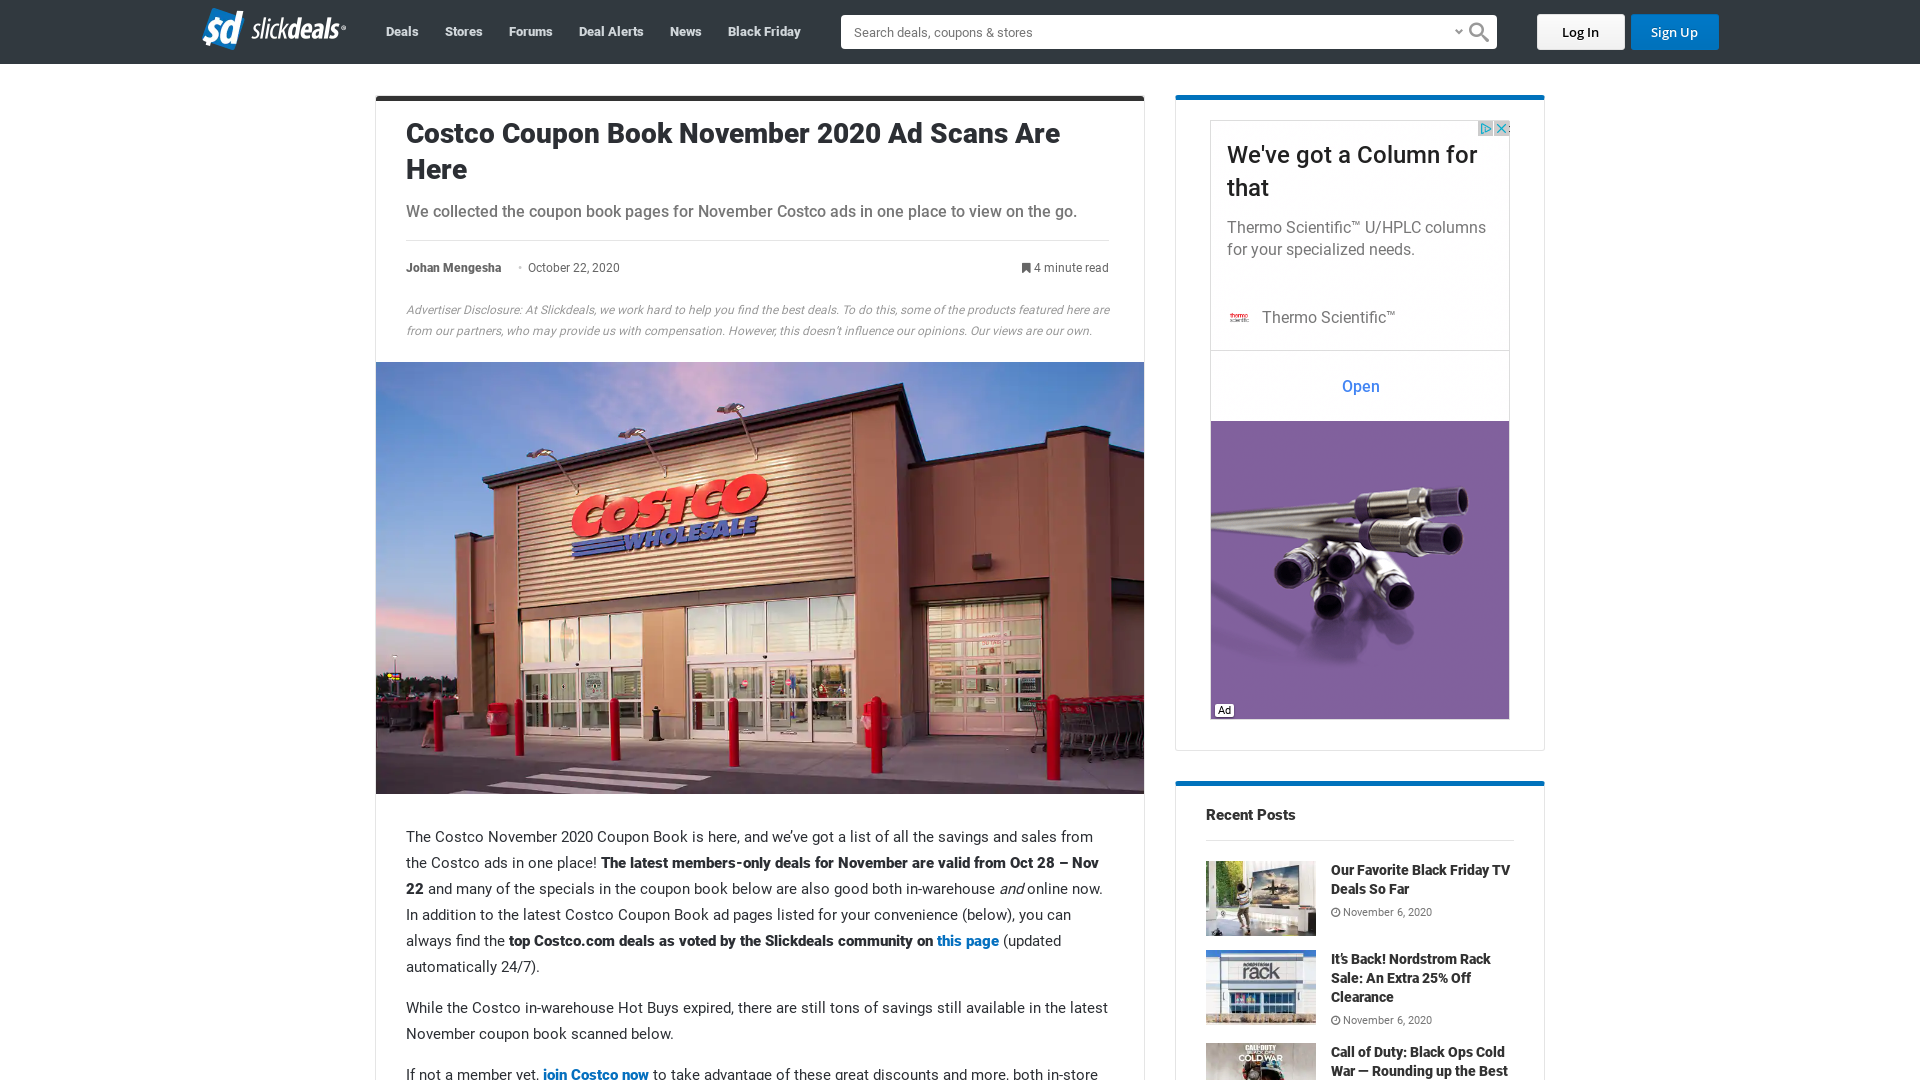 slickdeals
Deals
Stores
Forums
Deal Alerts
News
Black Friday
Search deals, coupons & stores
Log In
Sign Up
Costco Coupon Book November 2020 Ad Scans Are
Here
We collected the coupon book pages for November Costco ads in one place to view on the go.
Johan Mengesha
• October 22, 2020
4 minute read
Advertiser Disclosure: At Slickdeals, we work hard to help you find the best deals. To do this, some of the products featured here are
from our partners, who may provide us with compensation. However, this doesn't influence our opinions. Our views are our own.
COSTCO
WHOLESALE
The Costco November 2020 Coupon Book is here, and we’ve got a list of all the savings and sales from
the Costco ads in one place! The latest members-only deals for November are valid from Oct 28 – Nov
22 and many of the specials in the coupon book below are also good both in-warehouse and online now.
In addition to the latest Costco Coupon Book ad pages listed for your convenience (below), you can
always find the top Costco.com deals as voted by the Slickdeals community on this page (updated
automatically 24/7).
While the Costco in-warehouse Hot Buys expired, there are still tons of savings still available in the latest
November coupon book scanned below.
If not a member yet, join Costco now to take advantage of these great discounts and more, both in-store
We've got a Column for
that
Thermo Scientific™ U/HPLC columns
for your specialized needs.
thermo
scientific
Thermo Scientific™
Open
Ad
Recent Posts
Our Favorite Black Friday TV
Deals So Far
November 6, 2020
NORDSTROM
rack
It’s Back! Nordstrom Rack
Sale: An Extra 25% Off
Clearance
November 6, 2020
CALL OF DUTY
BLACK OPS
COLD WAR
Call of Duty: Black Ops Cold
War — Rounding up the Best